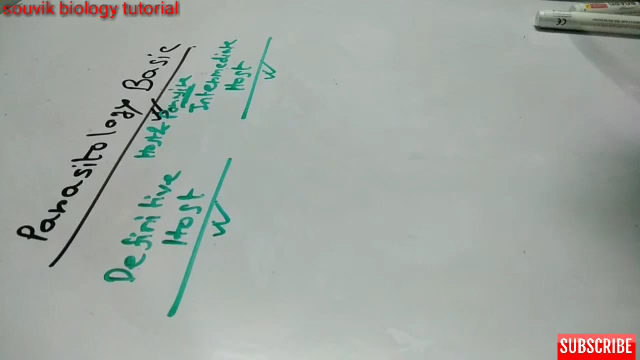 souvik biology tutorial
Parasitology Basic
Host & Parasite
Definitive
Host
Intermediate
Host
SUBSCRIBE